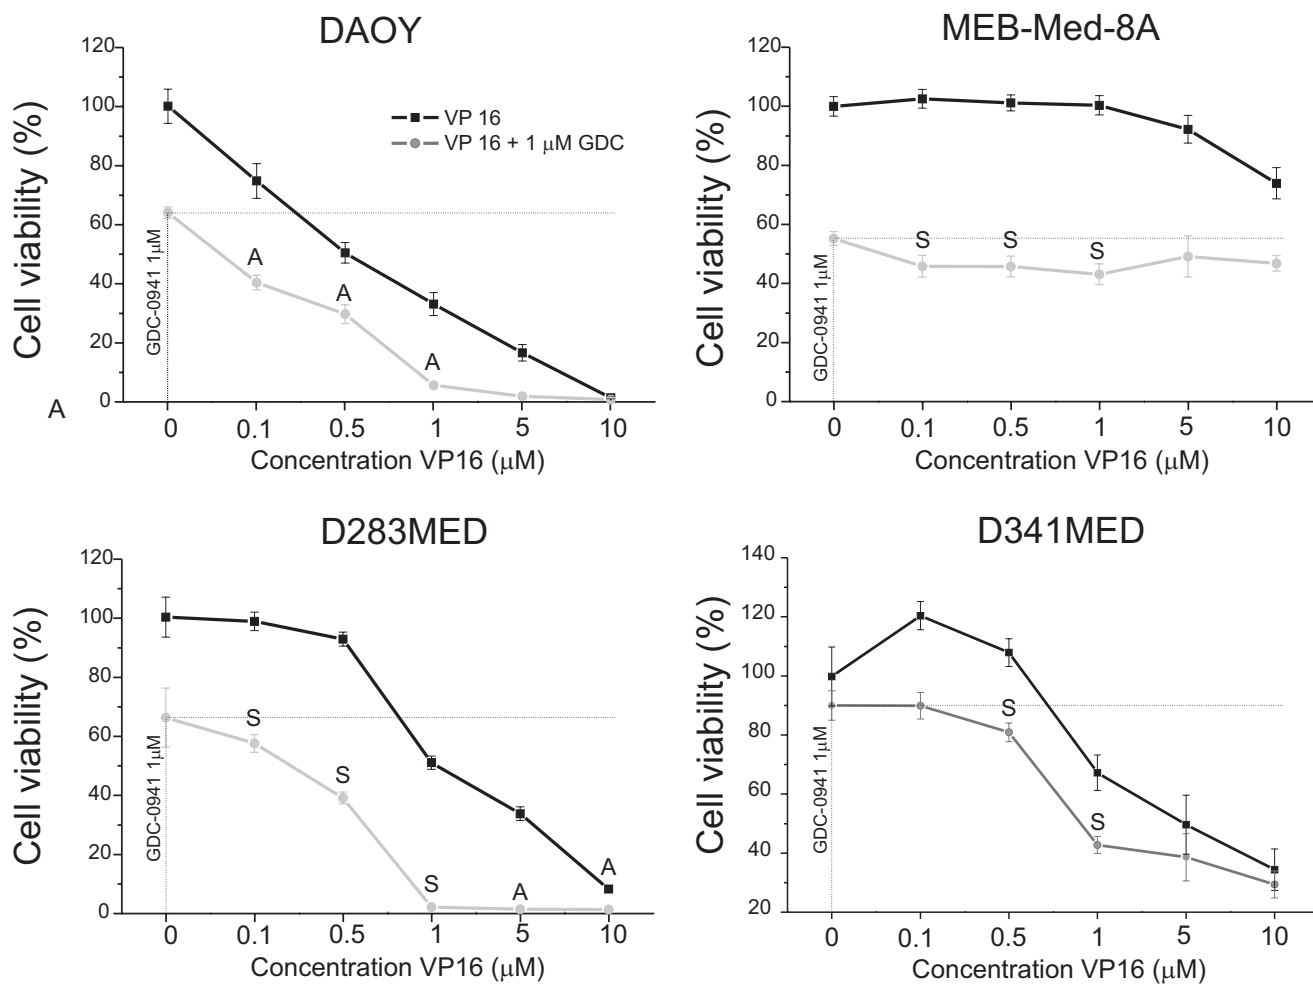 DAOY
120
100
80
60
40
20
0
Cell viability (%)
VP 16
VP 16 + 1 μM GDC
GDC-0941 1μM
A
A
A
0
0.1
0.5
1
5
10
Concentration VP16 (μM)
A
MEB-Med-8A
120
100
80
60
40
20
0
Cell viability (%)
GDC-0941 1μM
S
S
S
0
0.1
0.5
1
5
10
Concentration VP16 (μM)
D283MED
120
100
80
60
40
20
0
Cell viability (%)
GDC-0941 1μM
S
S
S
A
A
0
0.1
0.5
1
5
10
Concentration VP16 (μM)
D341MED
140
120
100
80
60
40
20
Cell viability (%)
GDC-0941 1μM
S
S
0
0.1
0.5
1
5
10
Concentration VP16 (μM)